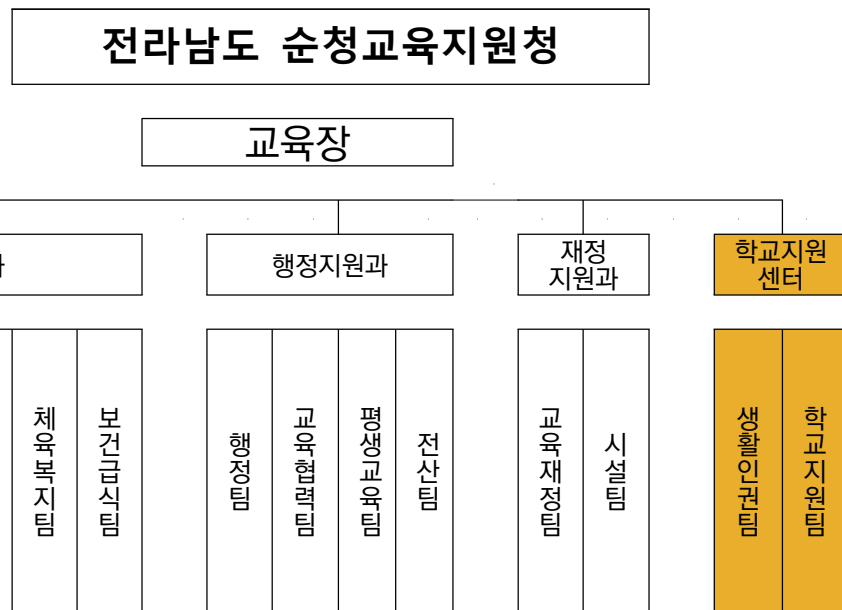 전라남도 순청교육지원청
교육장
과
행정지원과
재정
지원과
학교지원
센터
체육복지팀
보건급식팀
행정팀
교육협력팀
평생교육팀
전산팀
교육재정팀
시설팀
생활인권팀
학교지원팀